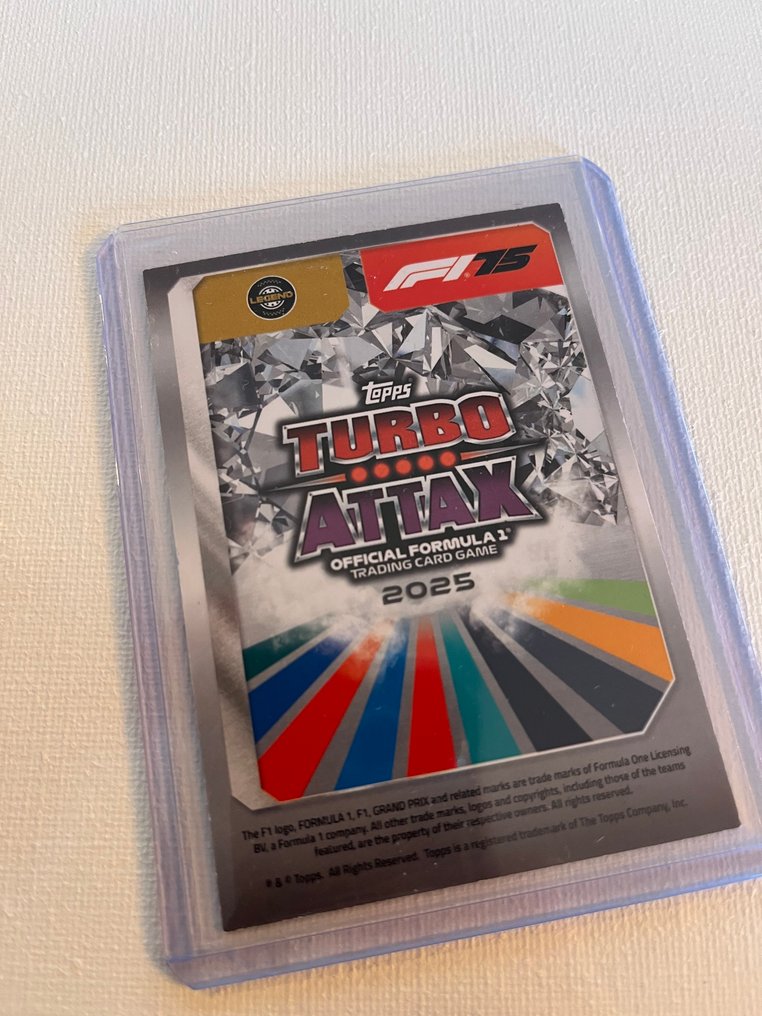 LEGEND
F1 75
topps
TURBO
ATTAX
OFFICIAL FORMULA 1®
TRADING CARD GAME
2025
The F1 logo, FORMULA 1, F1, GRAND PRIX and related marks are trade marks of Formula One Licensing
BV, a Formula 1 company. All other trade marks, logos and copyrights, including those of the teams
featured, are the property of their respective owners. All rights reserved.
® & © Topps. All Rights Reserved. Topps is a registered trademark of The Topps Company, Inc.